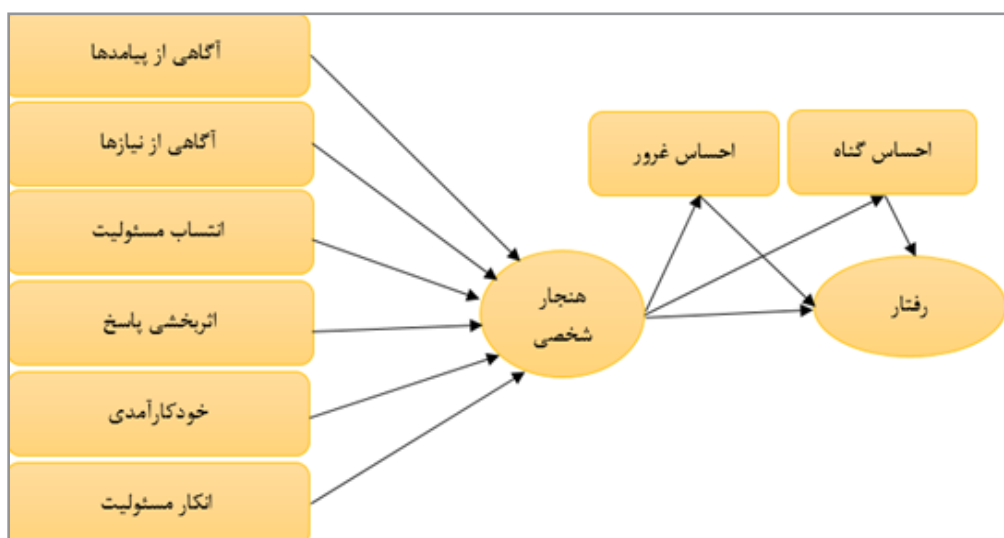 آگاهی از پیامدها
آگاهی از نیازها
انتساب مسئولیت
اثربخشی پاسخ
خودکارآمدی
انکار مسئولیت
هنجار
شخصی
احساس غرور
احساس گناه
رفتار